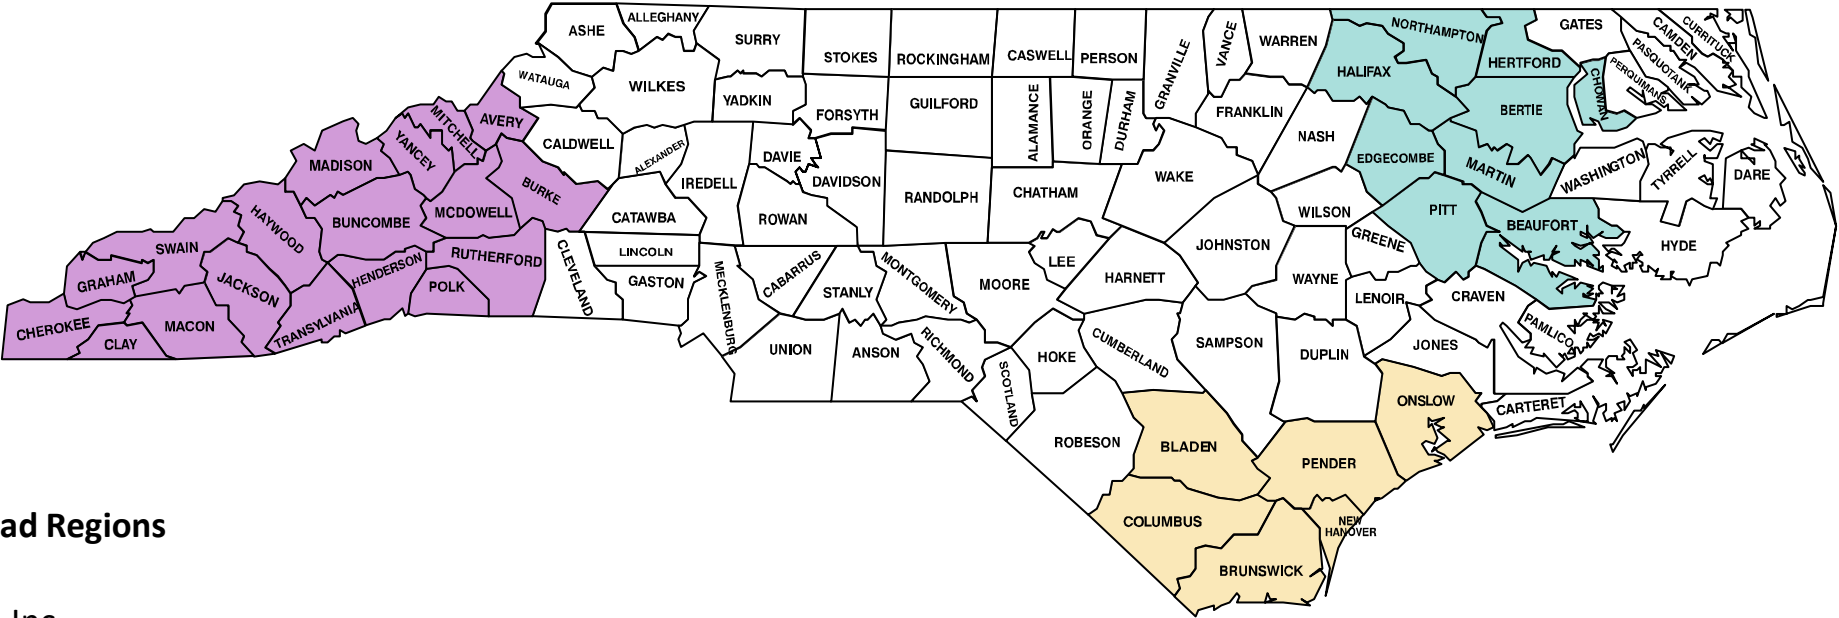 ASHE
ALLEGHANY
SURRY
STOKES
ROCKINGHAM
CASWELL
PERSON
GRANVILLE
VANCE
WARREN
NORTHAMPTON
GATES
CAMDEN
CURRITUCK
PASQUOTANK
PERQUIMANS
HERTFORD
HALIFAX
CHOWAN
BERTIE
WATAUGA
WILKES
YADKIN
FORSYTH
GUILFORD
ALAMANCE
ORANGE
DURHAM
FRANKLIN
NASH
EDGECOMBE
MARTIN
WASHINGTON
TYRRELL
DARE
AVERY
MITCHELL
YANCEY
MADISON
CALDWELL
ALEXANDER
IREDELL
DAVIE
DAVIDSON
RANDOLPH
CHATHAM
WAKE
WILSON
PITT
BEAUFORT
HYDE
BURKE
MCDOWELL
BUNCOMBE
HAYWOOD
SWAIN
GRAHAM
CATAWBA
ROWAN
LINCOLN
GASTON
CLEVELAND
RUTHERFORD
POLK
HENDERSON
JACKSON
TRANSYLVANIA
MACON
CHEROKEE
CLAY
MECKLENBURG
CABARRUS
STANLY
MONTGOMERY
MOORE
LEE
HARNETT
JOHNSTON
WAYNE
GREENE
LENOIR
CRAVEN
PAMLICO
JONES
UNION
ANSON
RICHMOND
SCOTLAND
HOKE
CUMBERLAND
SAMPSON
DUPLIN
ONSLOW
CARTERET
ROBESON
BLADEN
PENDER
COLUMBUS
NEW
HANOVER
BRUNSWICK
ad Regions